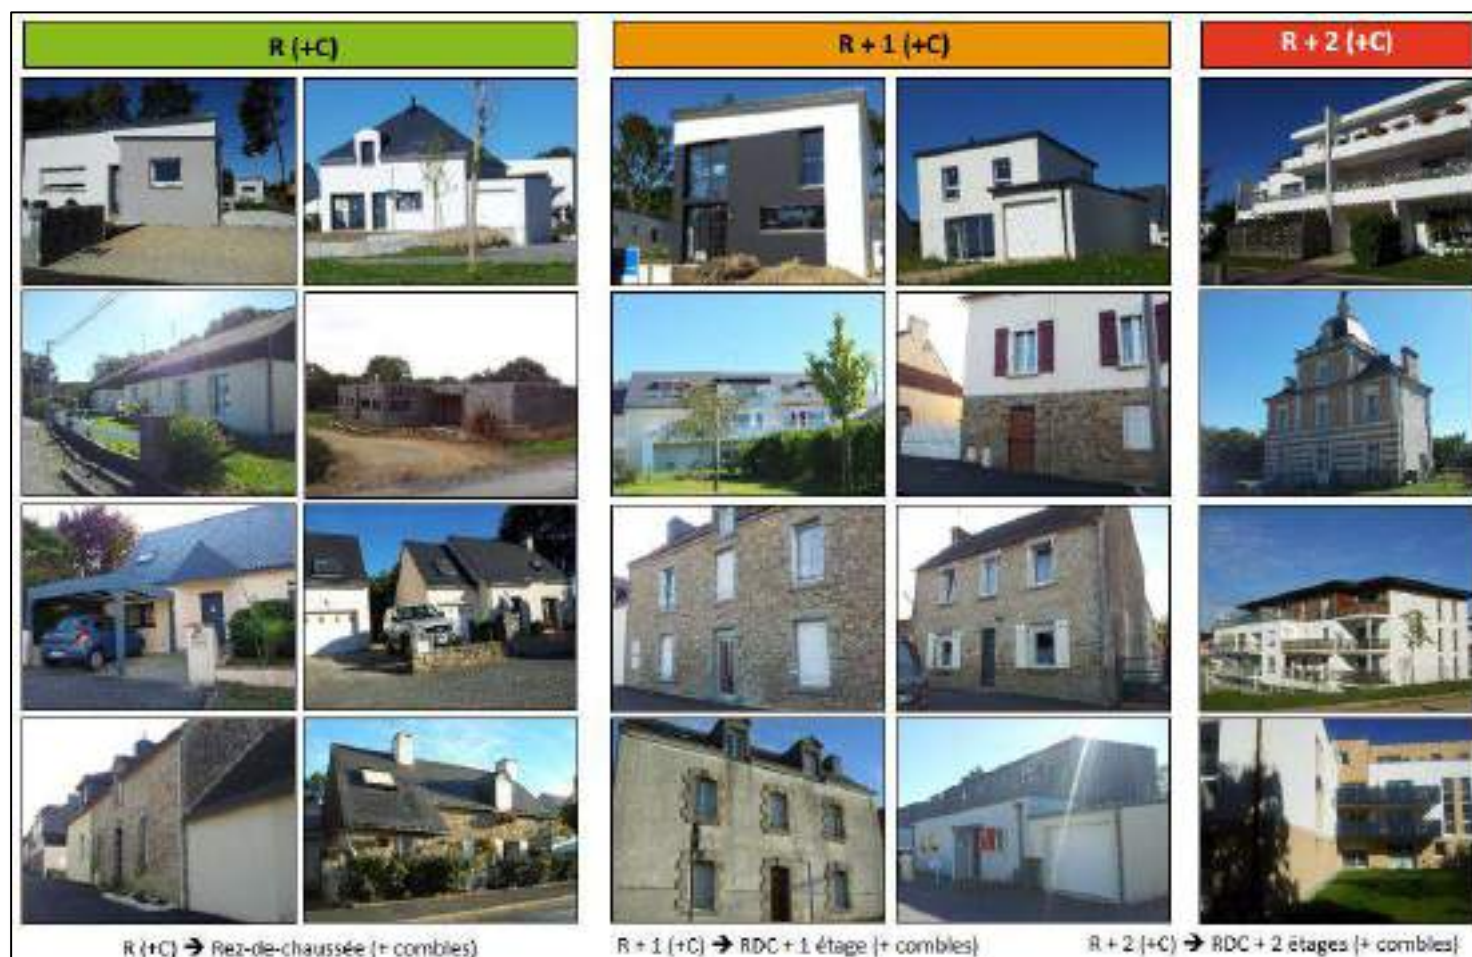 R (+C)
R + 1 (+C)
R + 2 (+C)
R (+C) ➔ Rez-de-chaussée (+ combles)
R + 1 (+C) ➔ RDC + 1 étage (+ combles)
R + 2 (+C) ➔ RDC + 2 étages (+ combles)